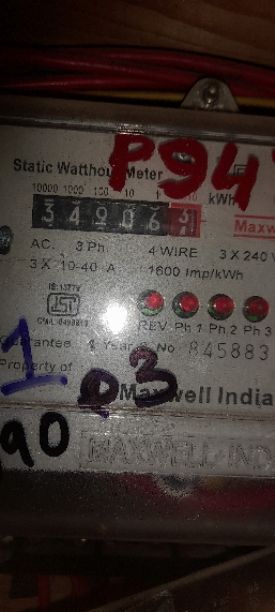 P94
Static Watthour Meter
10000 1000 100 10 1 kWh
34906
Maxw
AC. 3 Ph. 4 WIRE 3 X 240 V
3 X 10-40 A 1600 Imp/kWh
IS:13779
ISI
REV. Ph 1 Ph 2 Ph 3
Guarantee Year No 845883
1
Property of Maxwell India
03
90
MAXWELL-IND